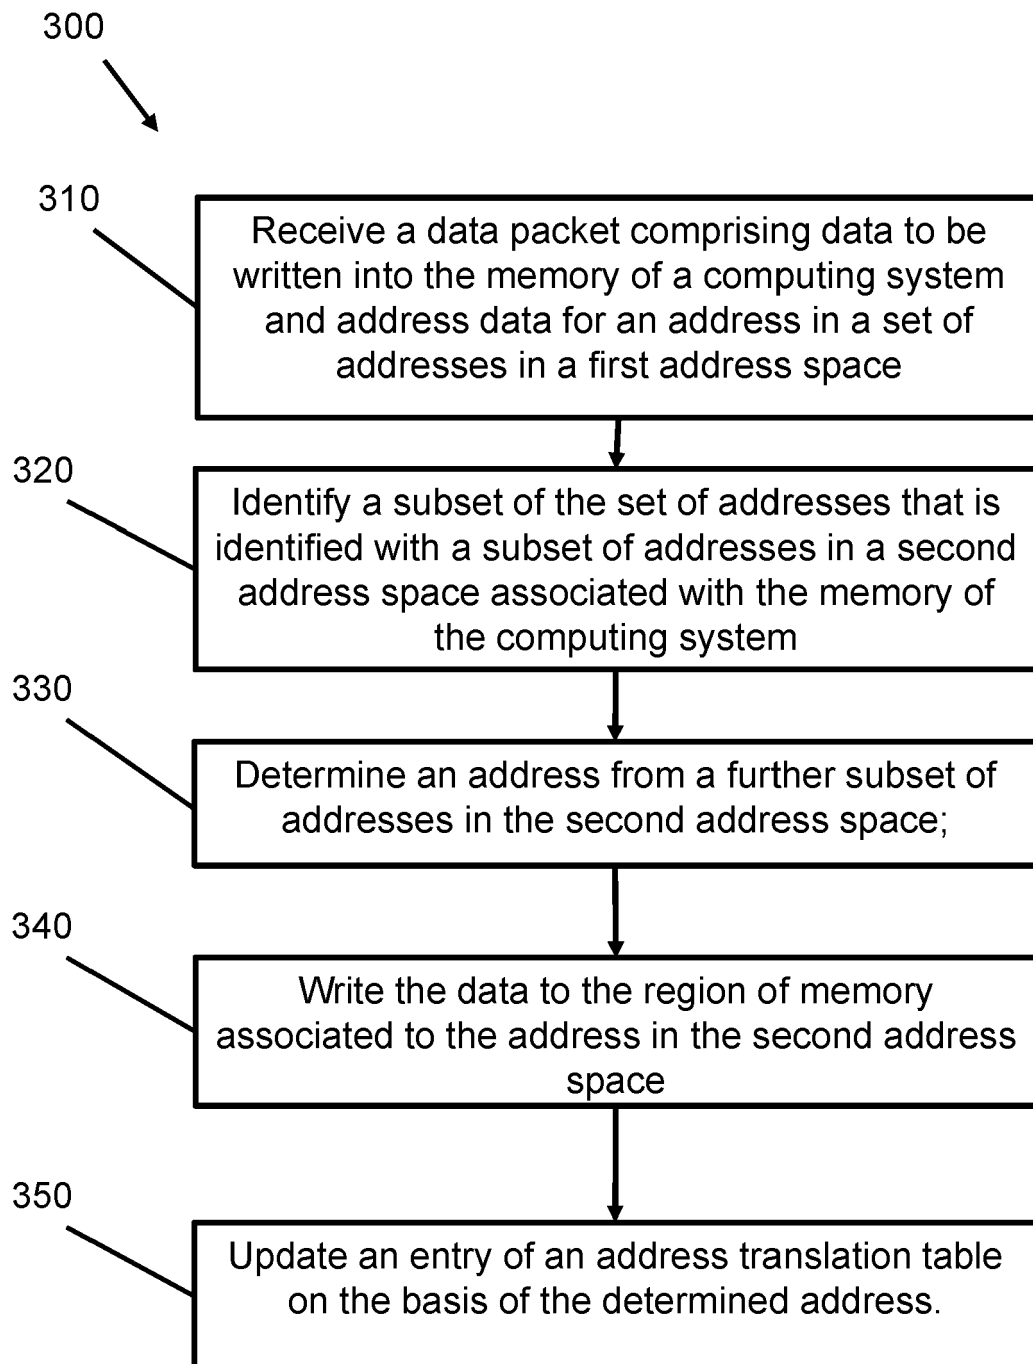 300
310
Receive a data packet comprising data to be
written into the memory of a computing system
and address data for an address in a set of
addresses in a first address space
320
Identify a subset of the set of addresses that is
identified with a subset of addresses in a second
address space associated with the memory of
the computing system
330
Determine an address from a further subset of
addresses in the second address space;
340
Write the data to the region of memory
associated to the address in the second address
space
350
Update an entry of an address translation table
on the basis of the determined address.